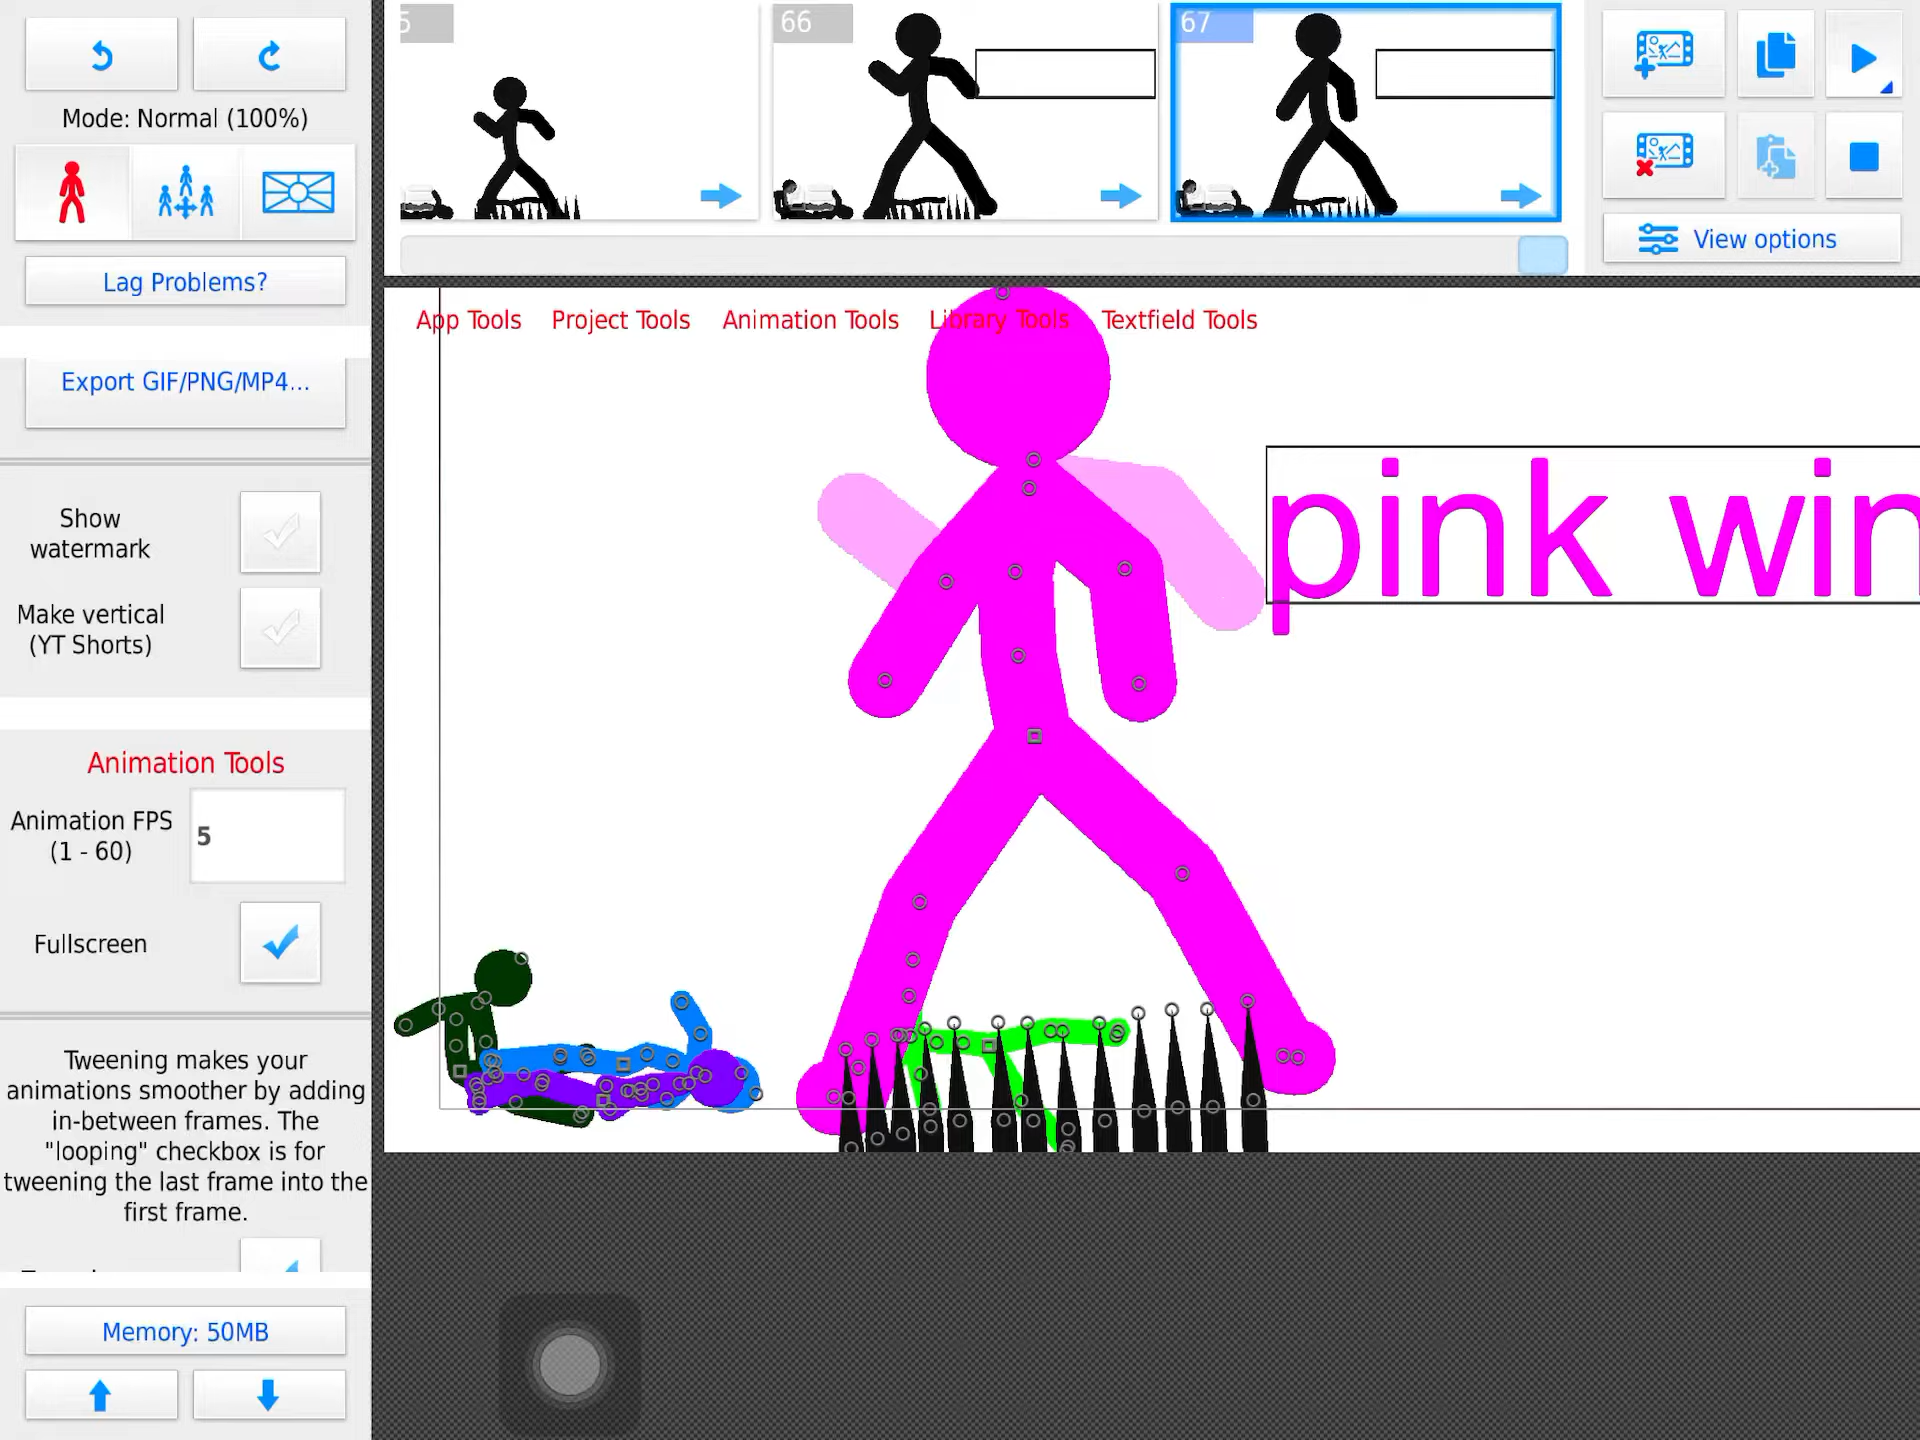 Mode: Normal (100%)
Lag Problems?
Export GIF/PNG/MP4...
Show
watermark
Make vertical
(YT Shorts)
Animation Tools
Animation FPS
(1 - 60)
5
Fullscreen
Tweening makes your
animations smoother by adding
in-between frames. The
"looping" checkbox is for
tweening the last frame into the
first frame.
Memory: 50MB
5
66
67
View options
App Tools
Project Tools
Animation Tools
Library Tools
Textfield Tools
pink win